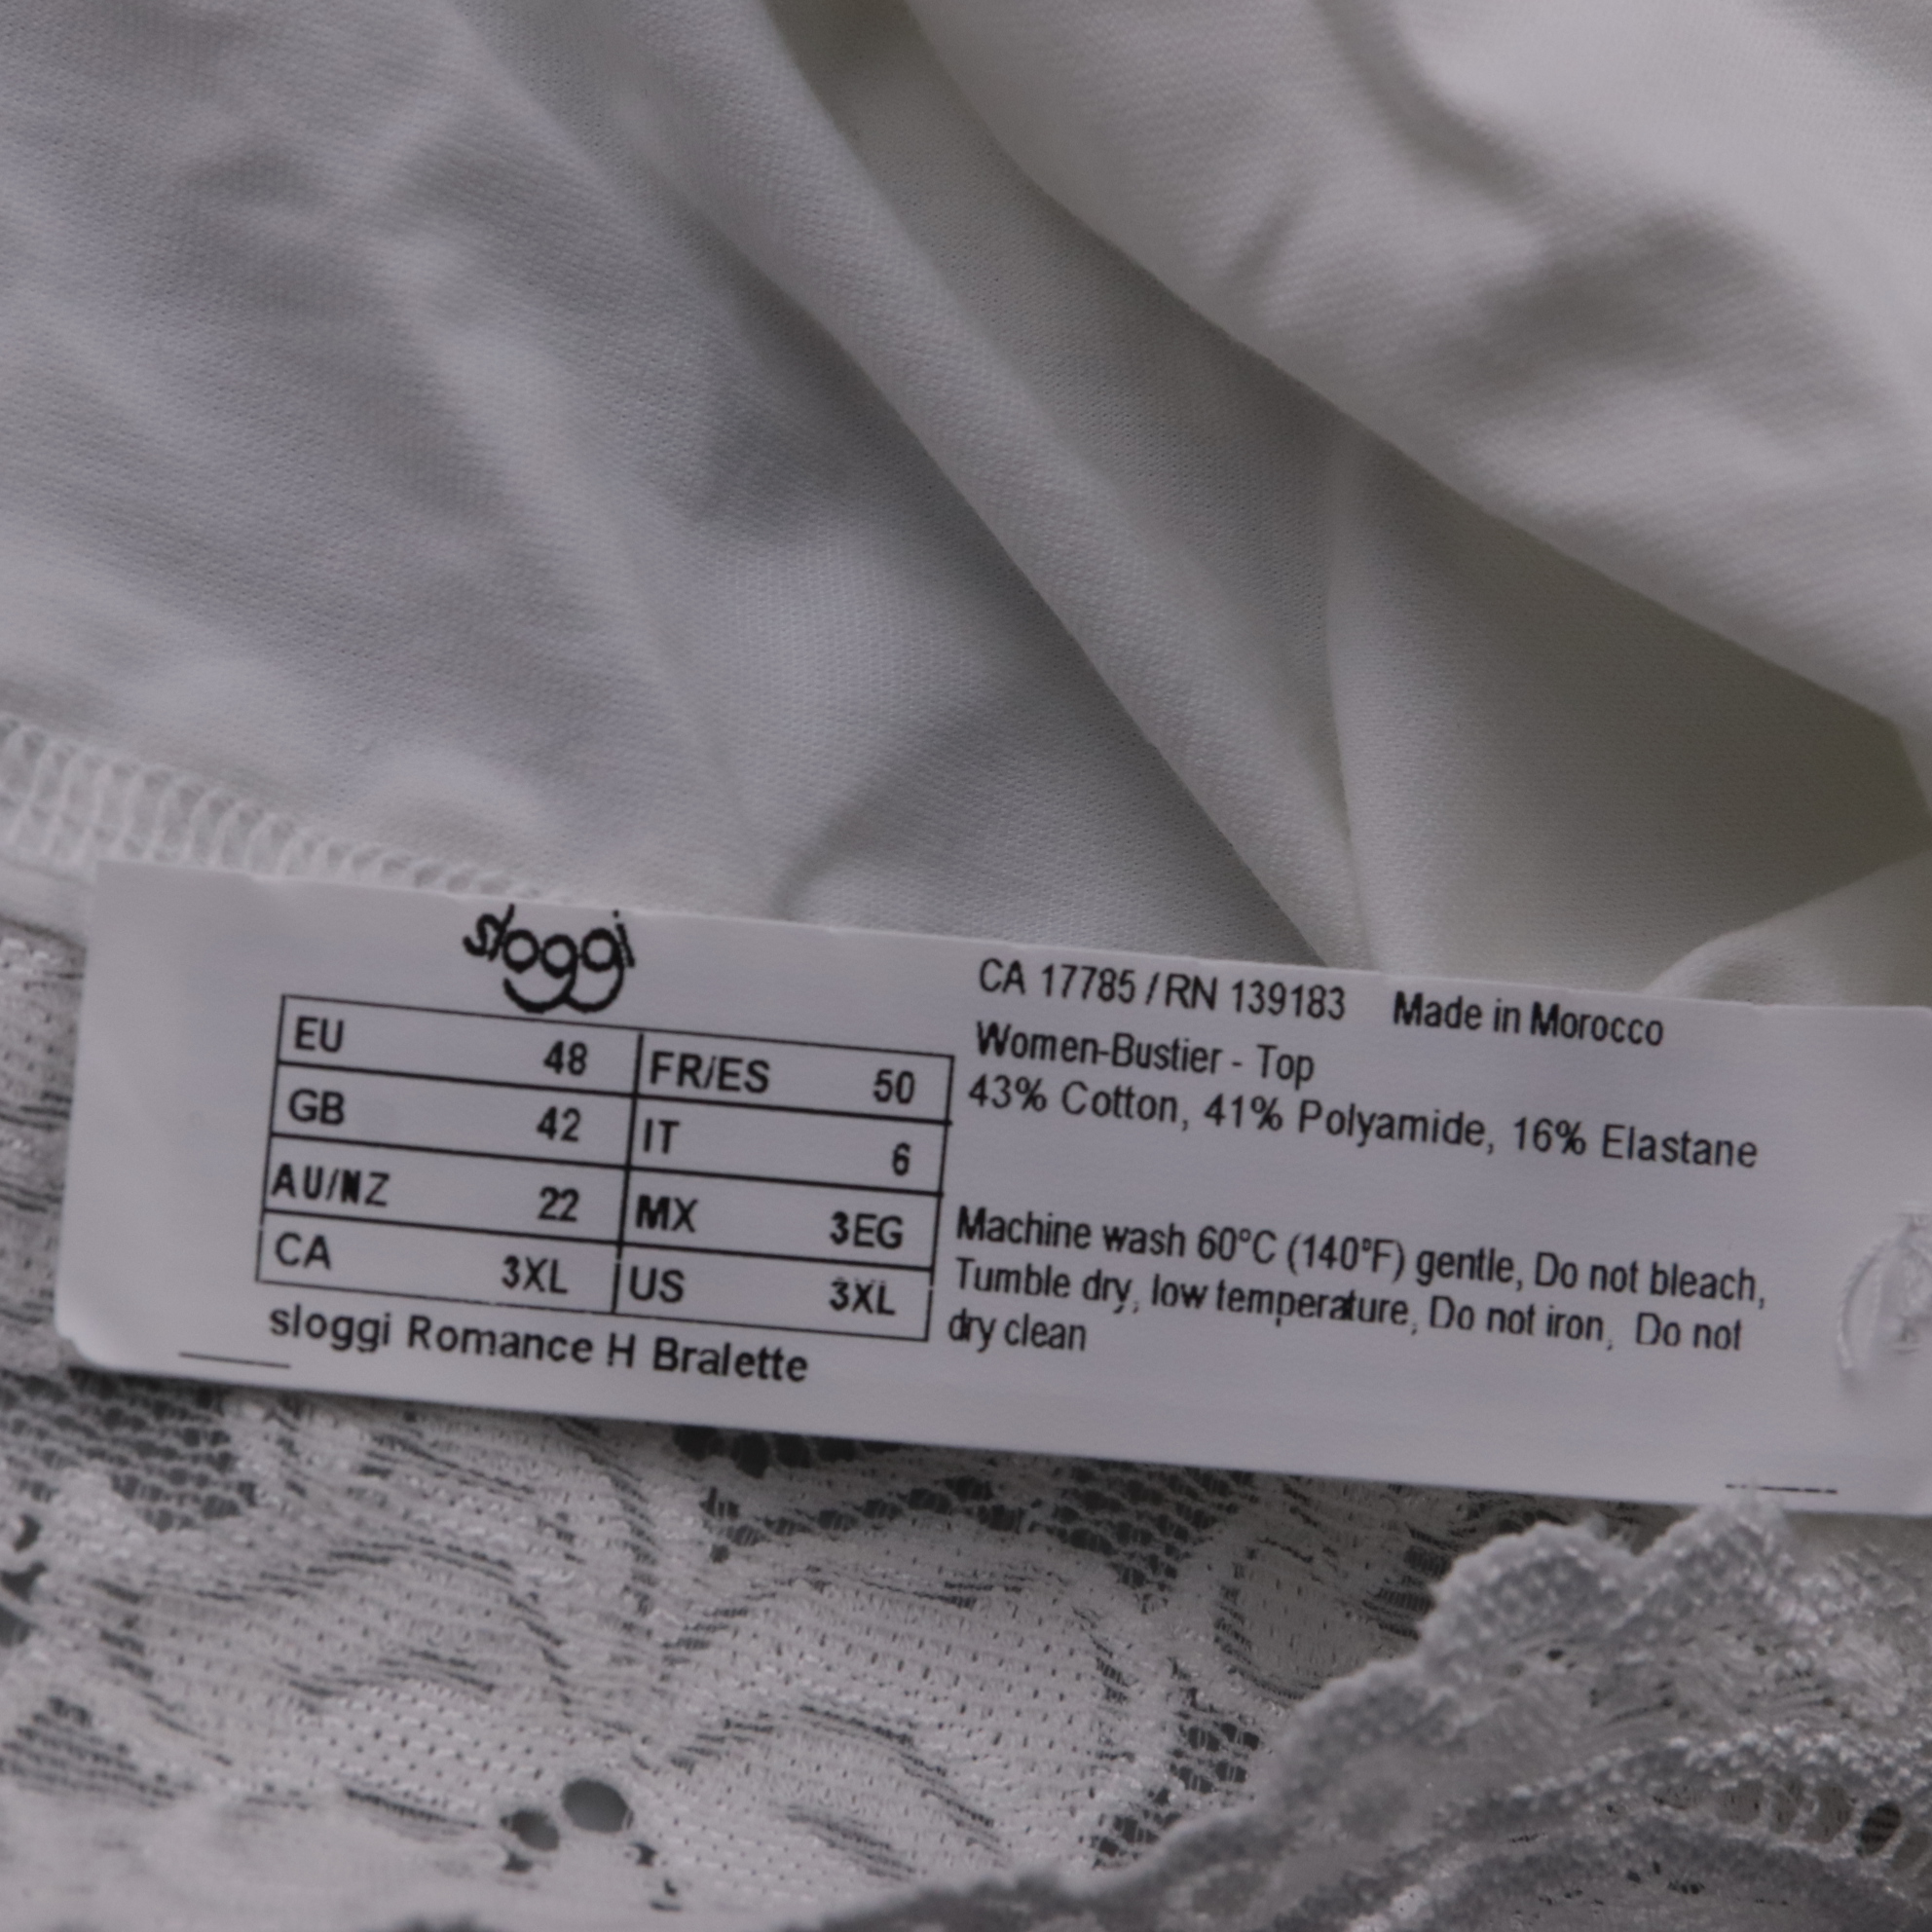 sloggi
EU 48 FR/ES 50
GB 42 IT 6
AU/NZ 22 MX 3EG
CA 3XL US 3XL
sloggi Romance H Bralette
CA 17785 / RN 139183 Made in Morocco
Women-Bustier - Top
43% Cotton, 41% Polyamide, 16% Elastane
Machine wash 60°C (140°F) gentle, Do not bleach,
Tumble dry, low temperature, Do not iron, Do not
dry clean